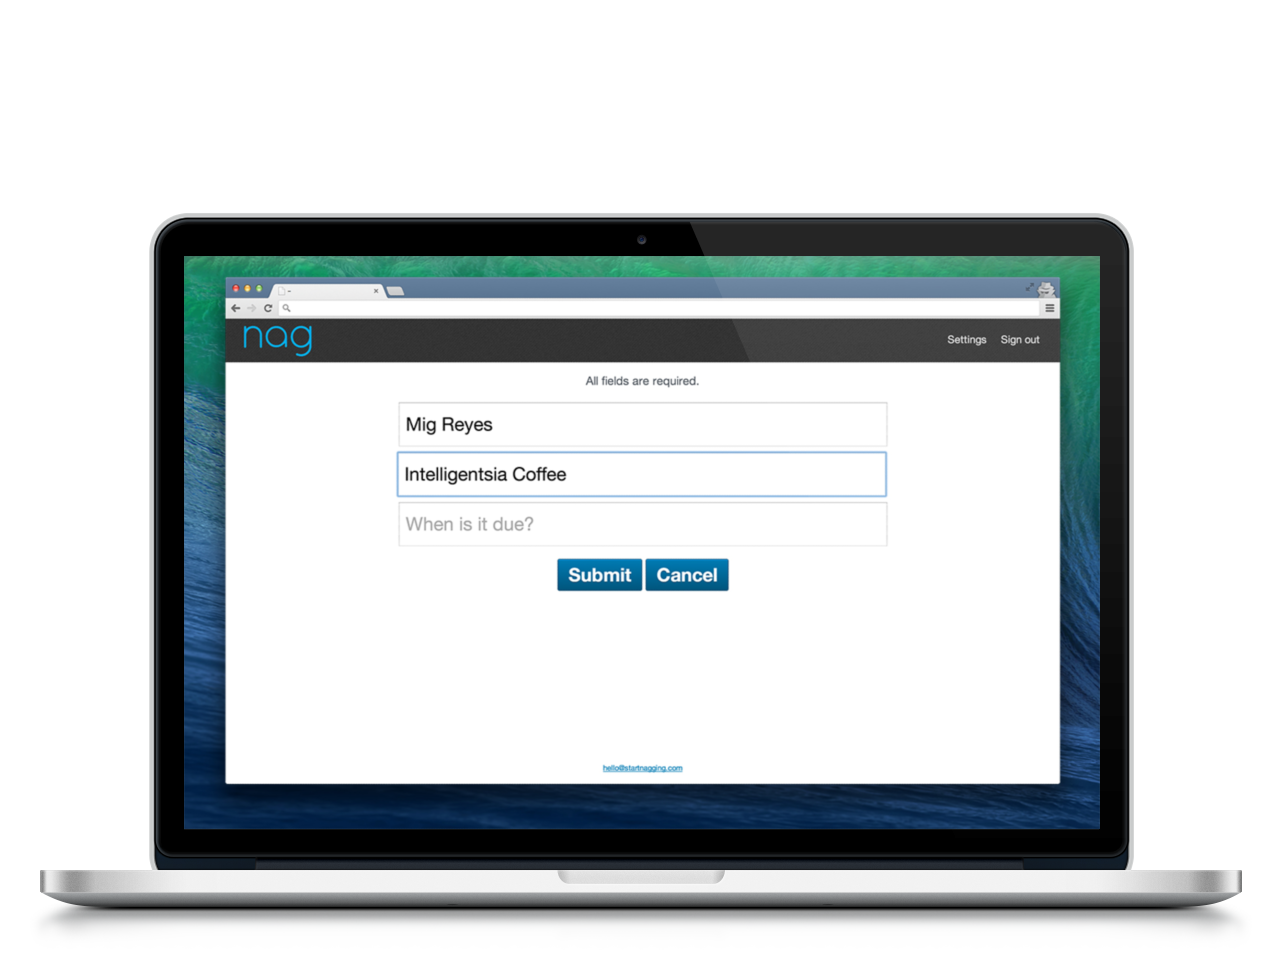 nag
Settings Sign out
All fields are required.
Mig Reyes
Intelligentsia Coffee
When is it due?
Submit Cancel
hello@startnagging.com